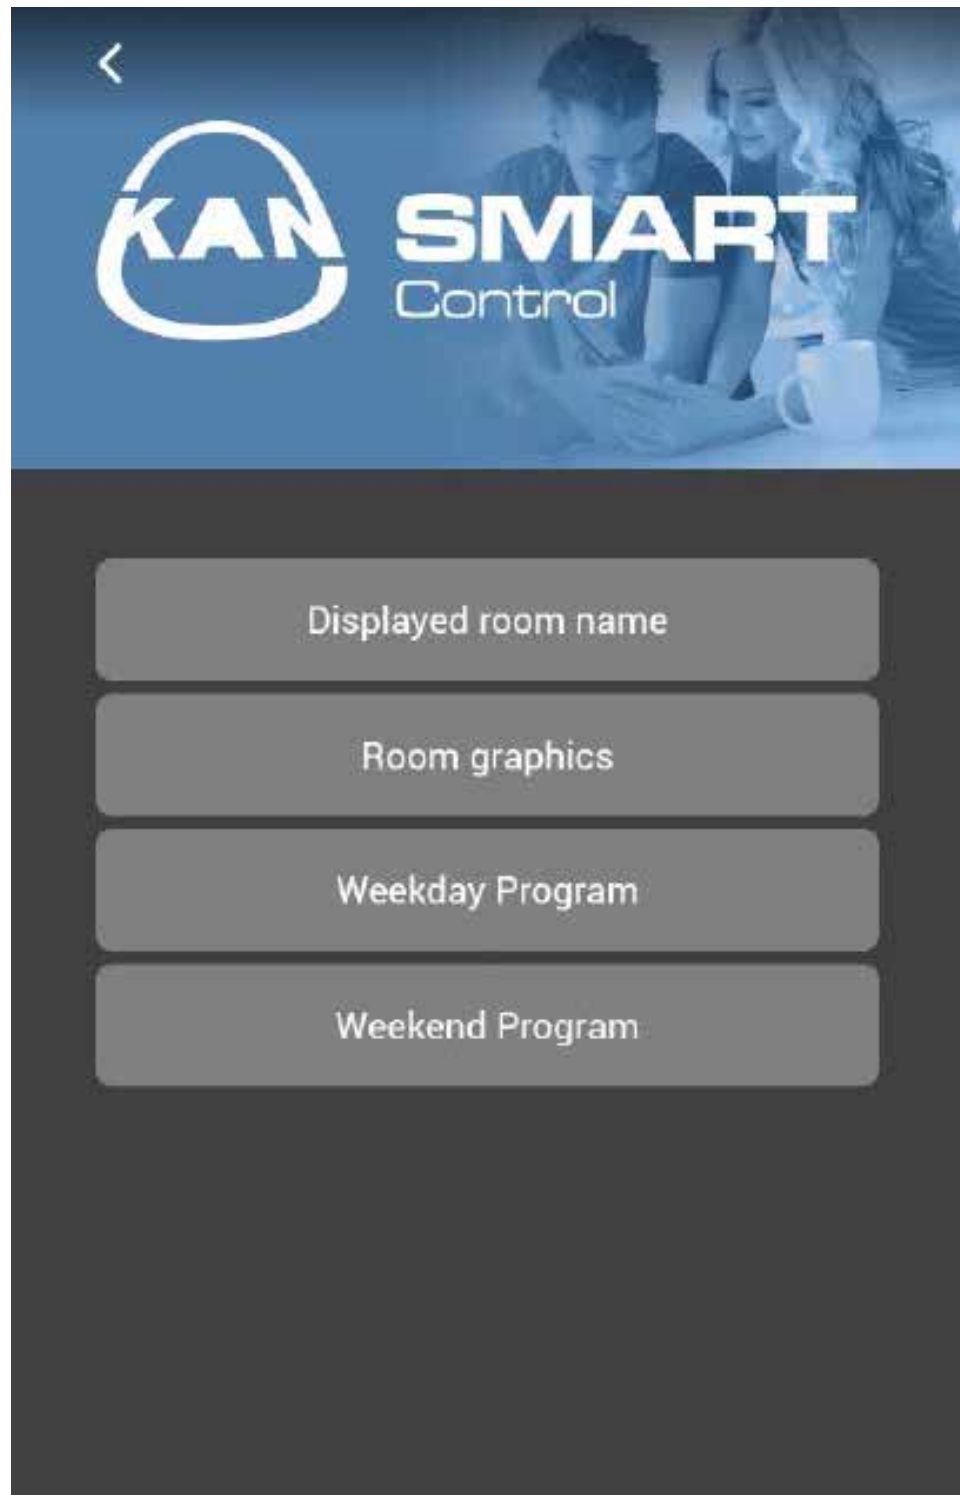 KAN
SMART
Control
Displayed room name
Room graphics
Weekday Program
Weekend Program